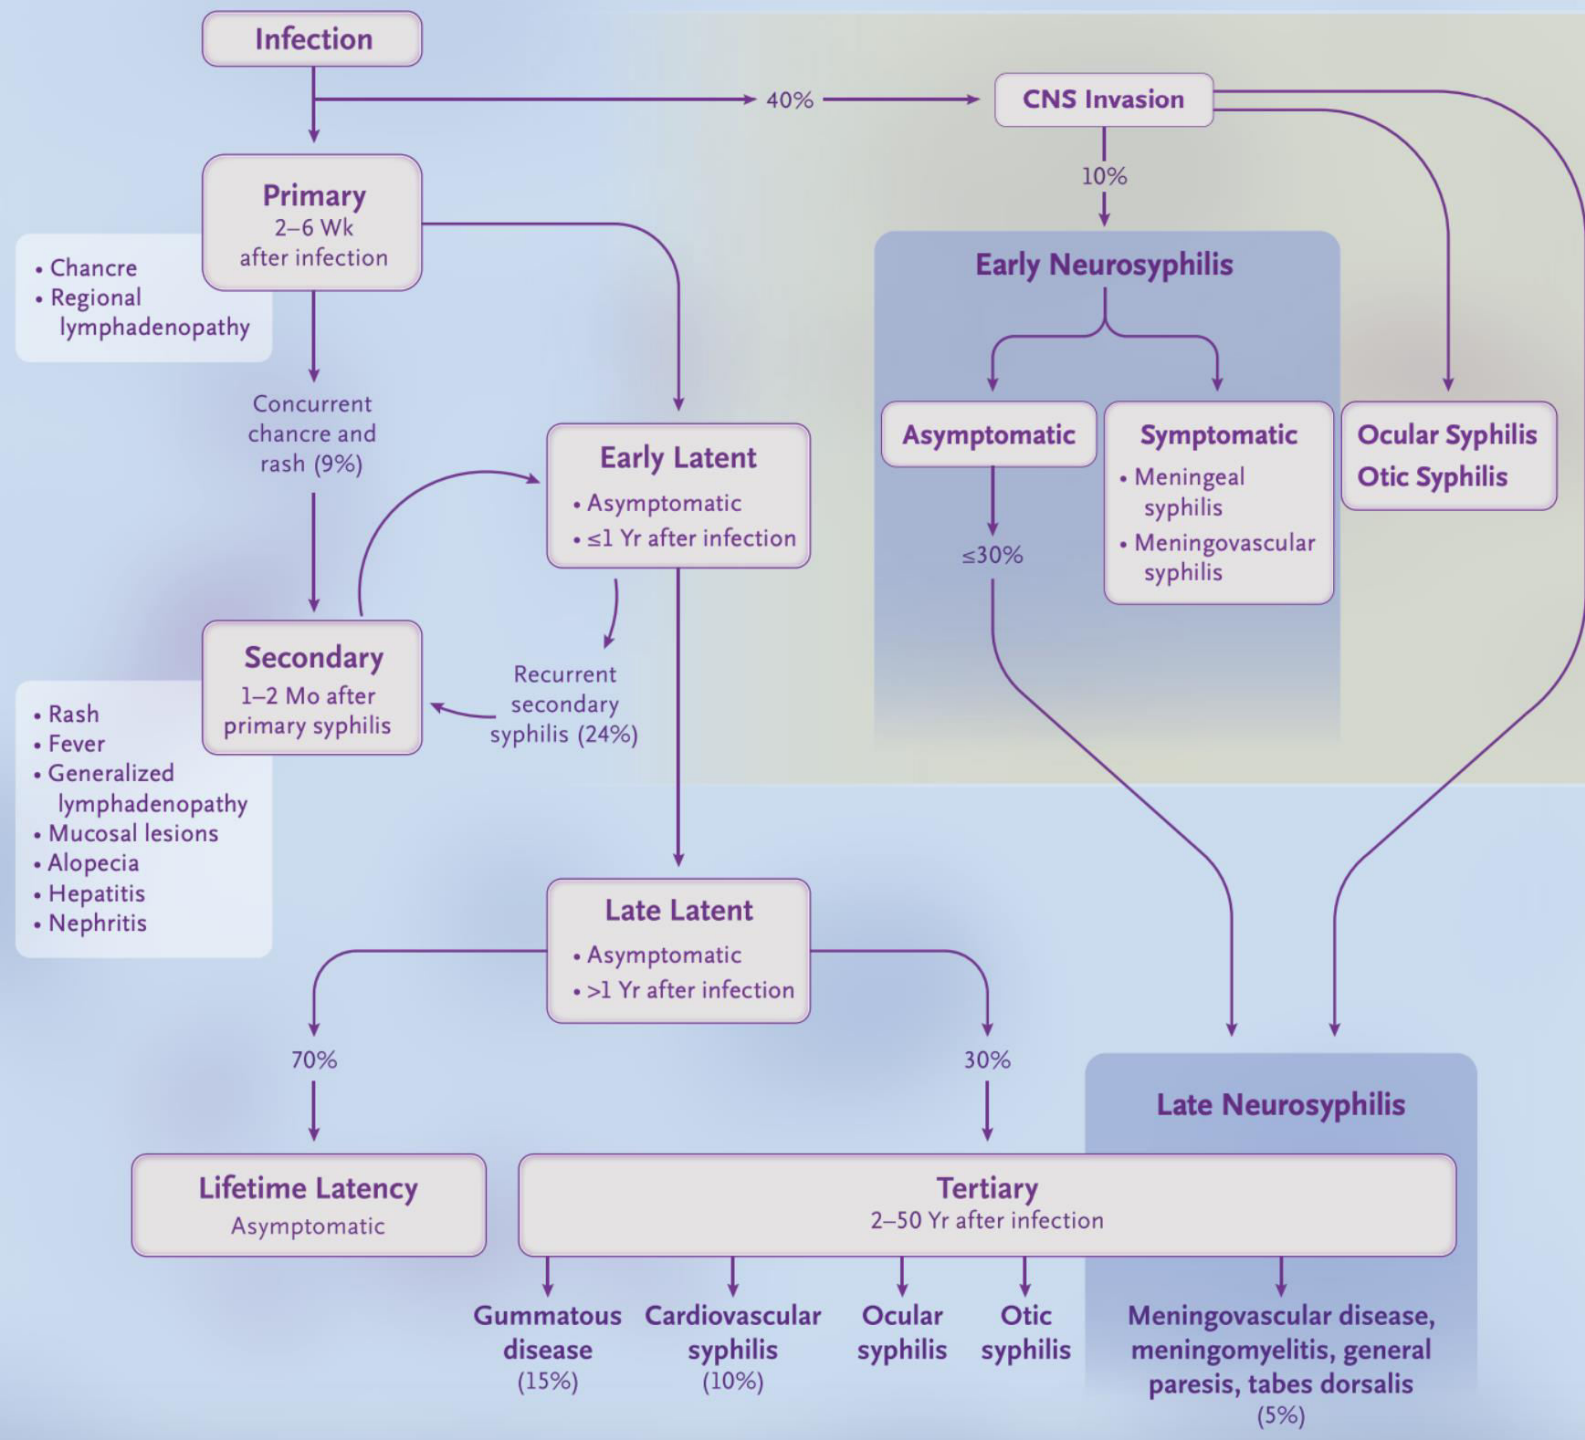 Infection
40%
CNS Invasion
10%
Primary
2–6 Wk
after infection
• Chancre
• Regional
lymphadenopathy
Concurrent
chancre and
rash (9%)
Early Latent
• Asymptomatic
• ≤1 Yr after infection
Secondary
1–2 Mo after
primary syphilis
Recurrent
secondary
syphilis (24%)
• Rash
• Fever
• Generalized
lymphadenopathy
• Mucosal lesions
• Alopecia
• Hepatitis
• Nephritis
Early Neurosyphilis
Asymptomatic
≤30%
Symptomatic
• Meningeal
syphilis
• Meningovascular
syphilis
Ocular Syphilis
Otic Syphilis
Late Latent
• Asymptomatic
• >1 Yr after infection
70%
30%
Lifetime Latency
Asymptomatic
Late Neurosyphilis
Tertiary
2–50 Yr after infection
Gummatous
disease
(15%)
Cardiovascular
syphilis
(10%)
Ocular
syphilis
Otic
syphilis
Meningovascular disease,
meningomyelitis, general
paresis, tabes dorsalis
(5%)